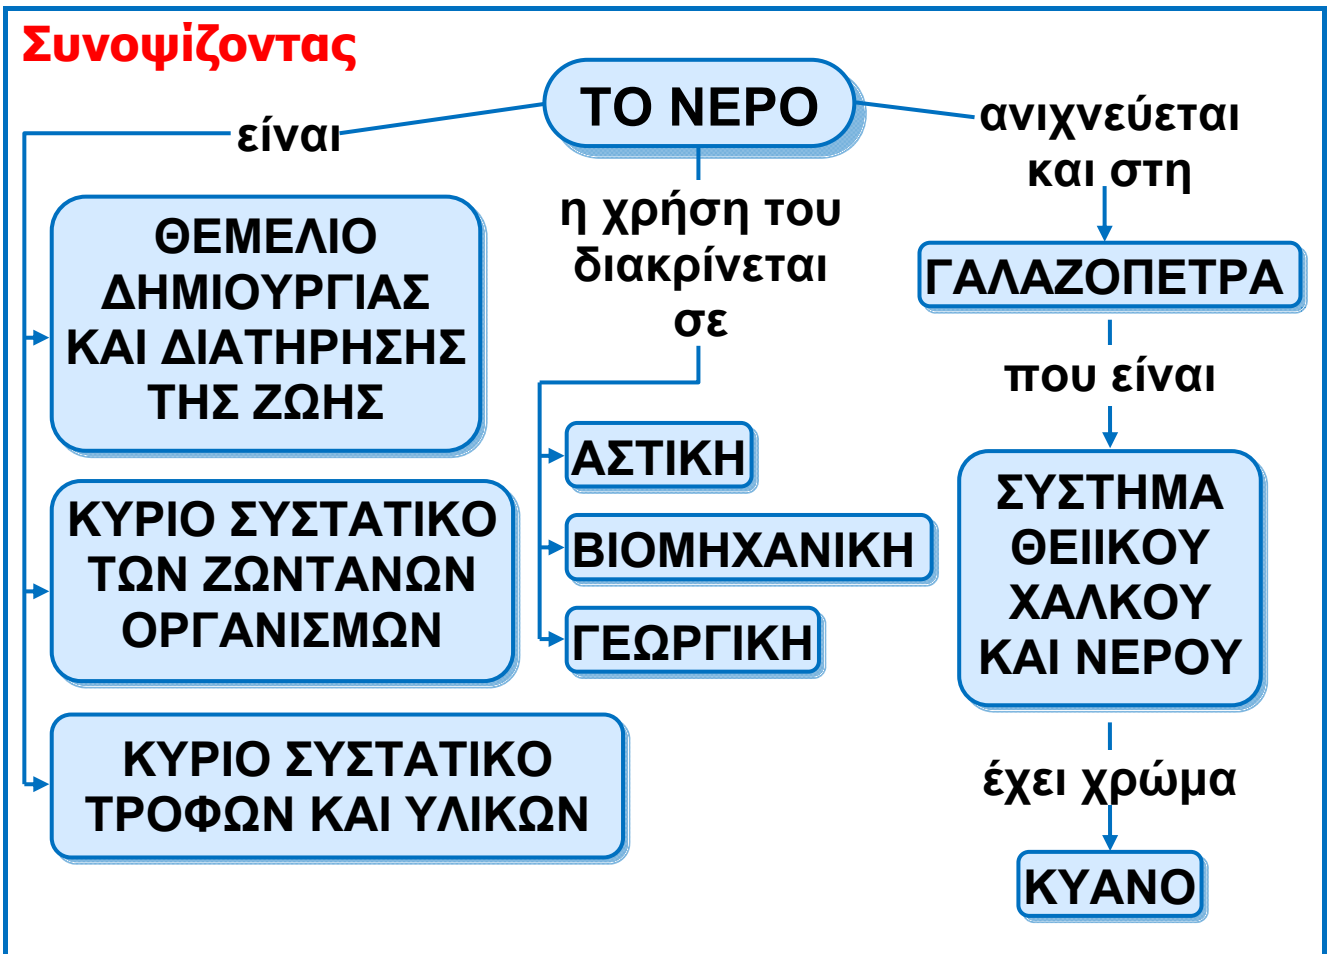 Συνοψίζοντας
ΤΟ ΝΕΡΟ
είναι
ΘΕΜΕΛΙΟ
ΔΗΜΙΟΥΡΓΙΑΣ
ΚΑΙ ΔΙΑΤΗΡΗΣΗΣ
ΤΗΣ ΖΩΗΣ
ΚΥΡΙΟ ΣΥΣΤΑΤΙΚΟ
ΤΩΝ ΖΩΝΤΑΝΩΝ
ΟΡΓΑΝΙΣΜΩΝ
ΚΥΡΙΟ ΣΥΣΤΑΤΙΚΟ
ΤΡΟΦΩΝ ΚΑΙ ΥΛΙΚΩΝ
η χρήση του
διακρίνεται
σε
ΑΣΤΙΚΗ
ΒΙΟΜΗΧΑΝΙΚΗ
ΓΕΩΡΓΙΚΗ
ανιχνεύεται
και στη
ΓΑΛΑΖΟΠΕΤΡΑ
που είναι
ΣΥΣΤΗΜΑ
ΘΕΙΙΚΟΥ
ΧΑΛΚΟΥ
ΚΑΙ ΝΕΡΟΥ
έχει χρώμα
ΚΥΑΝΟ